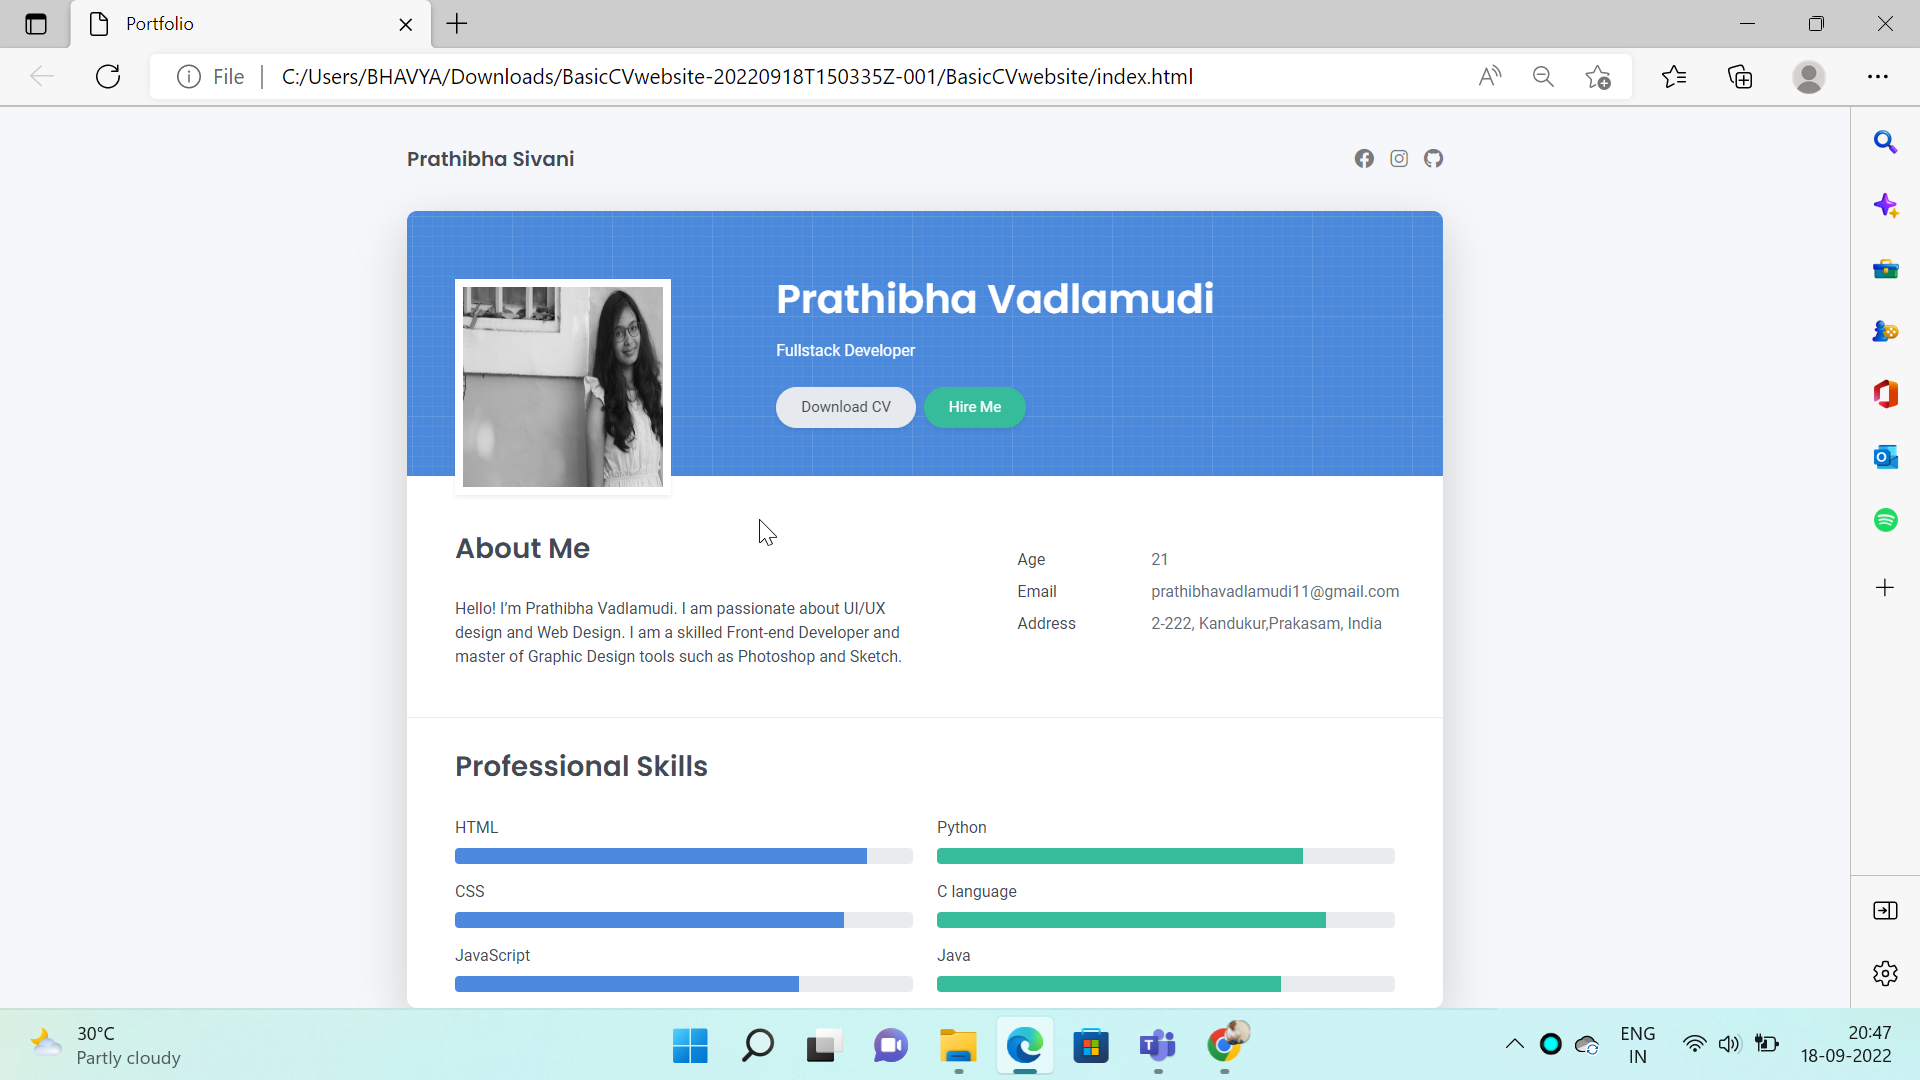 Portfolio
File
C:/Users/BHAVYA/Downloads/BasicCVwebsite-20220918T150335Z-001/BasicCVwebsite/index.html
Prathibha Sivani
Prathibha Vadlamudi
Fullstack Developer
Download CV
Hire Me
About Me
Hello! I’m Prathibha Vadlamudi. I am passionate about UI/UX
design and Web Design. I am a skilled Front-end Developer and
master of Graphic Design tools such as Photoshop and Sketch.
Age 21
Email prathibhavadlamudi11@gmail.com
Address 2-222, Kandukur,Prakasam, India
Professional Skills
HTML
Python
CSS
C language
JavaScript
Java
30°C
Partly cloudy
ENG
IN
20:47
18-09-2022